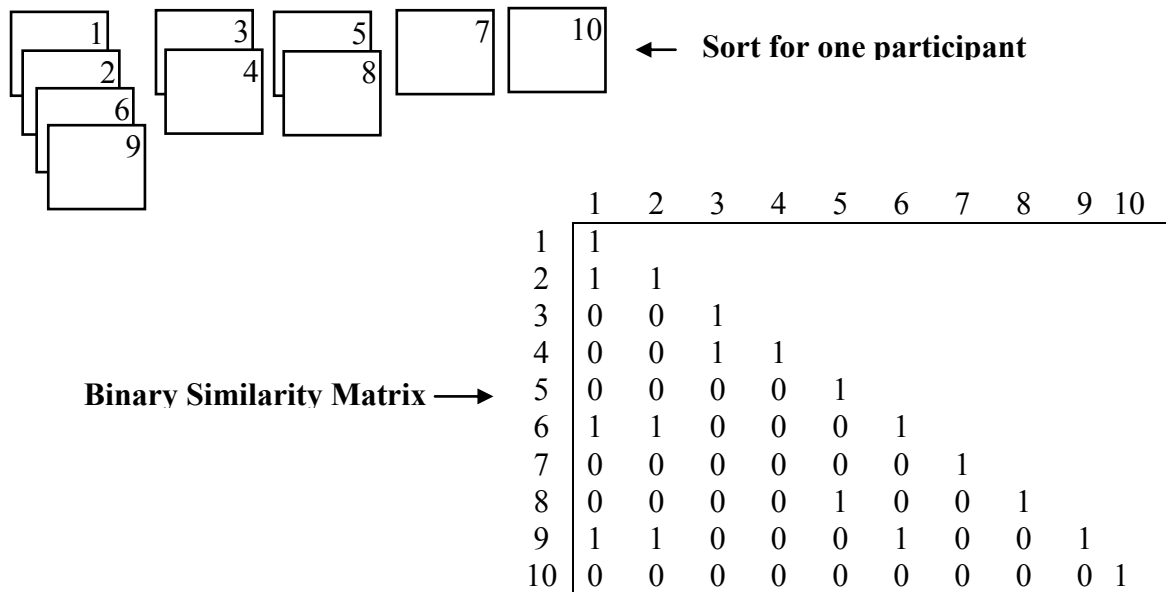 1 3 5 7 10
← Sort for one participant
2 4 8
6
9
1 2 3 4 5 6 7 8 9 10
1 1
2 1 1
3 0 0 1
4 0 0 1 1
Binary Similarity Matrix →
5 0 0 0 0 1
6 1 1 0 0 0 1
7 0 0 0 0 0 0 1
8 0 0 0 0 1 0 0 1
9 1 1 0 0 0 1 0 0 1
10 0 0 0 0 0 0 0 0 0 1